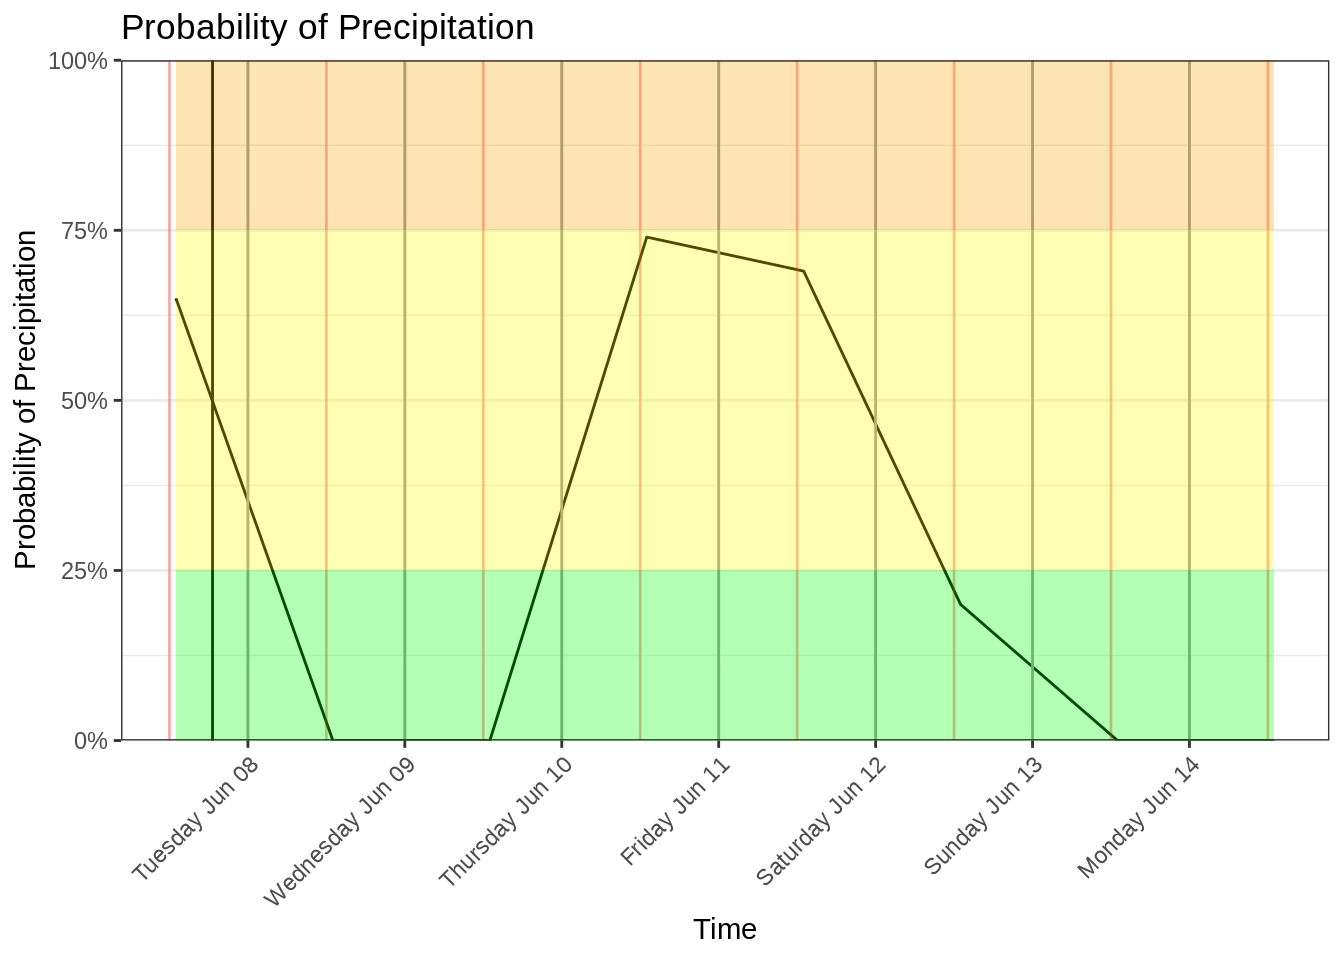 Probability of Precipitation
Probability of Precipitation
100%
75%
50%
25%
0%
Tuesday Jun 08
Wednesday Jun 09
Thursday Jun 10
Friday Jun 11
Saturday Jun 12
Sunday Jun 13
Monday Jun 14
Time